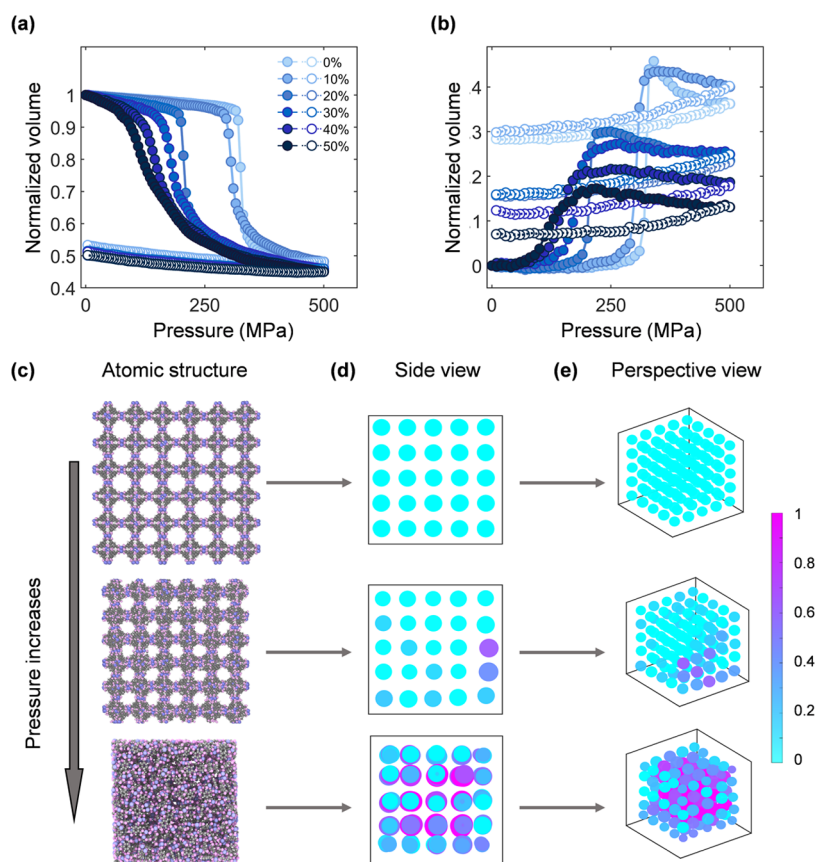 (a)
Normalized volume
1
0.9
0.8
0.7
0.6
0.5
0.4
0
250
500
Pressure (MPa)
0%
10%
20%
30%
40%
50%
(b)
Normalized volume
4
.3
.2
.1
0
0
250
500
Pressure (MPa)
(c)
Atomic structure
(d)
Side view
(e)
Perspective view
Pressure increases
1
0.8
0.6
0.4
0.2
0